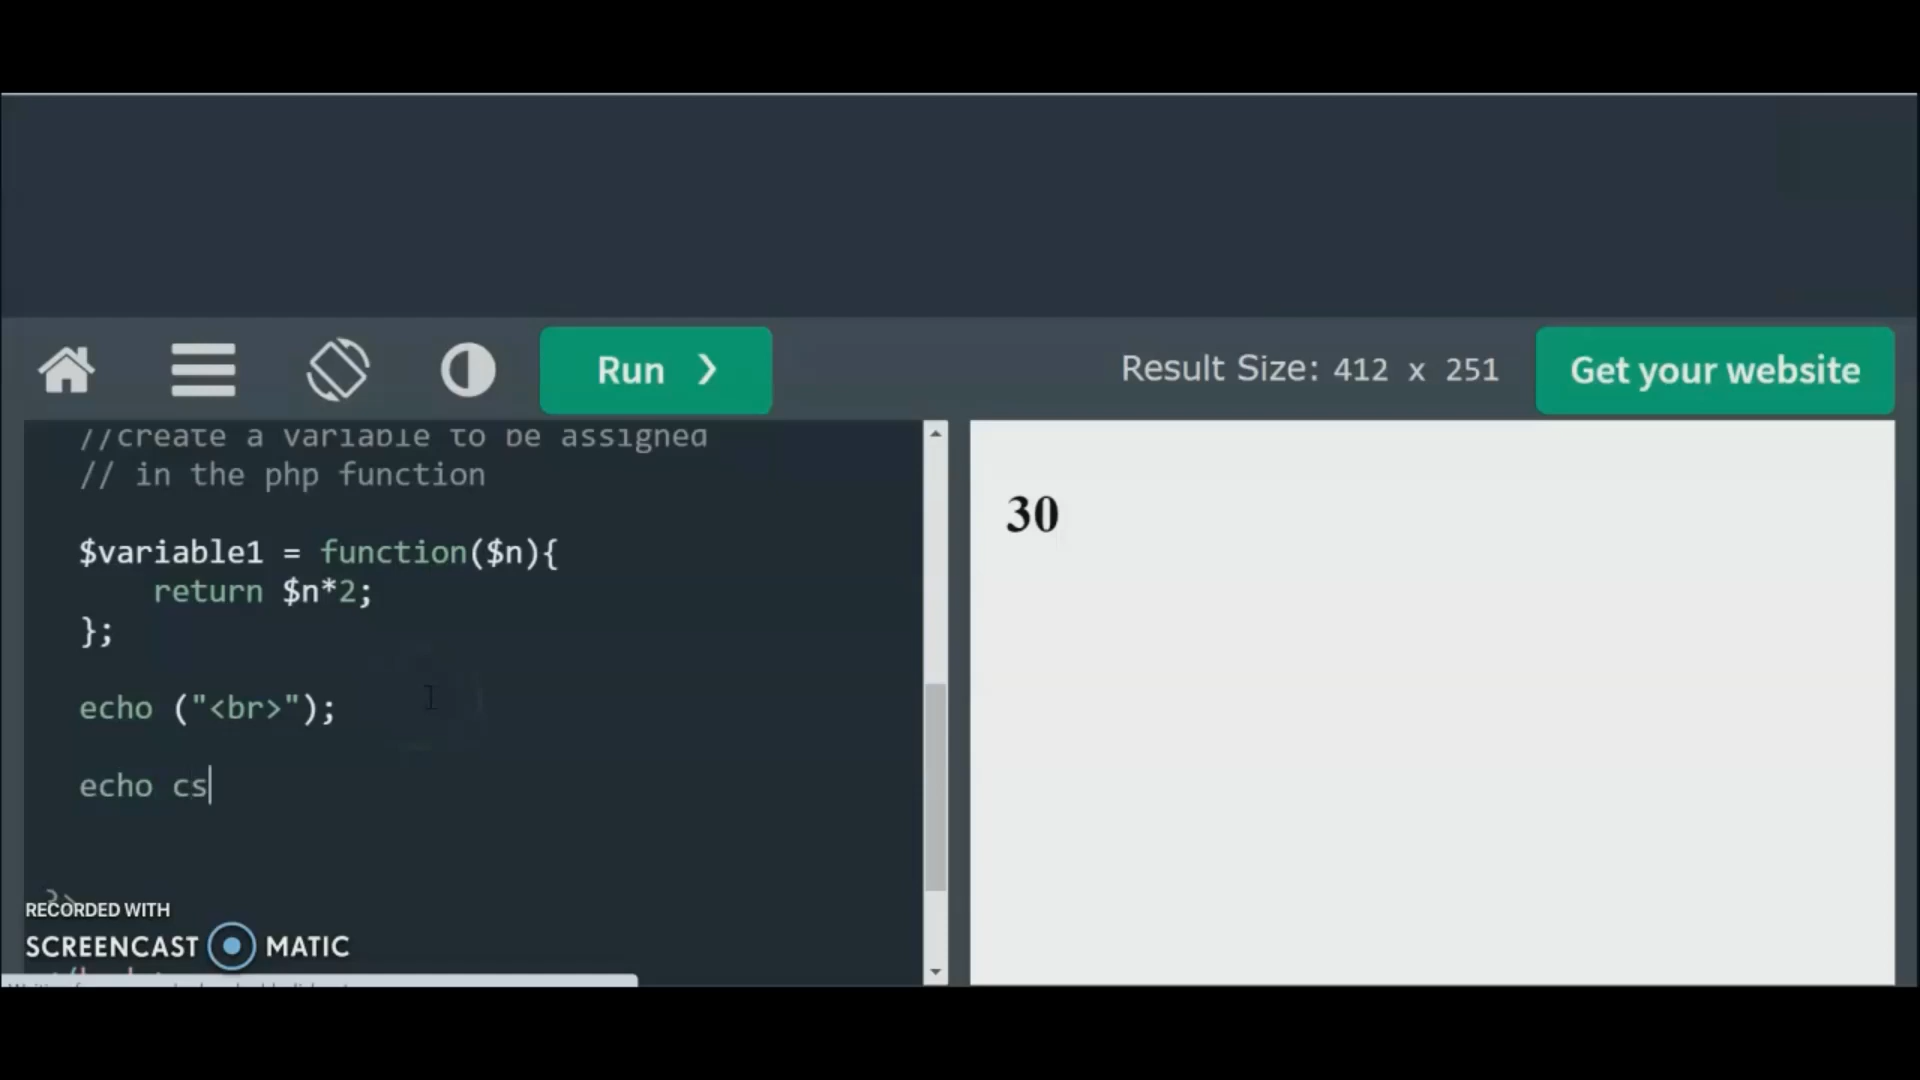 Run ❯
Result Size: 412 x 251
Get your website
//create a variable to be assigned
// in the php function
$variable1 = function($n){
return $n*2;
};
echo ("<br>");
echo cs
?>
RECORDED WITH
SCREENCAST MATIC
30